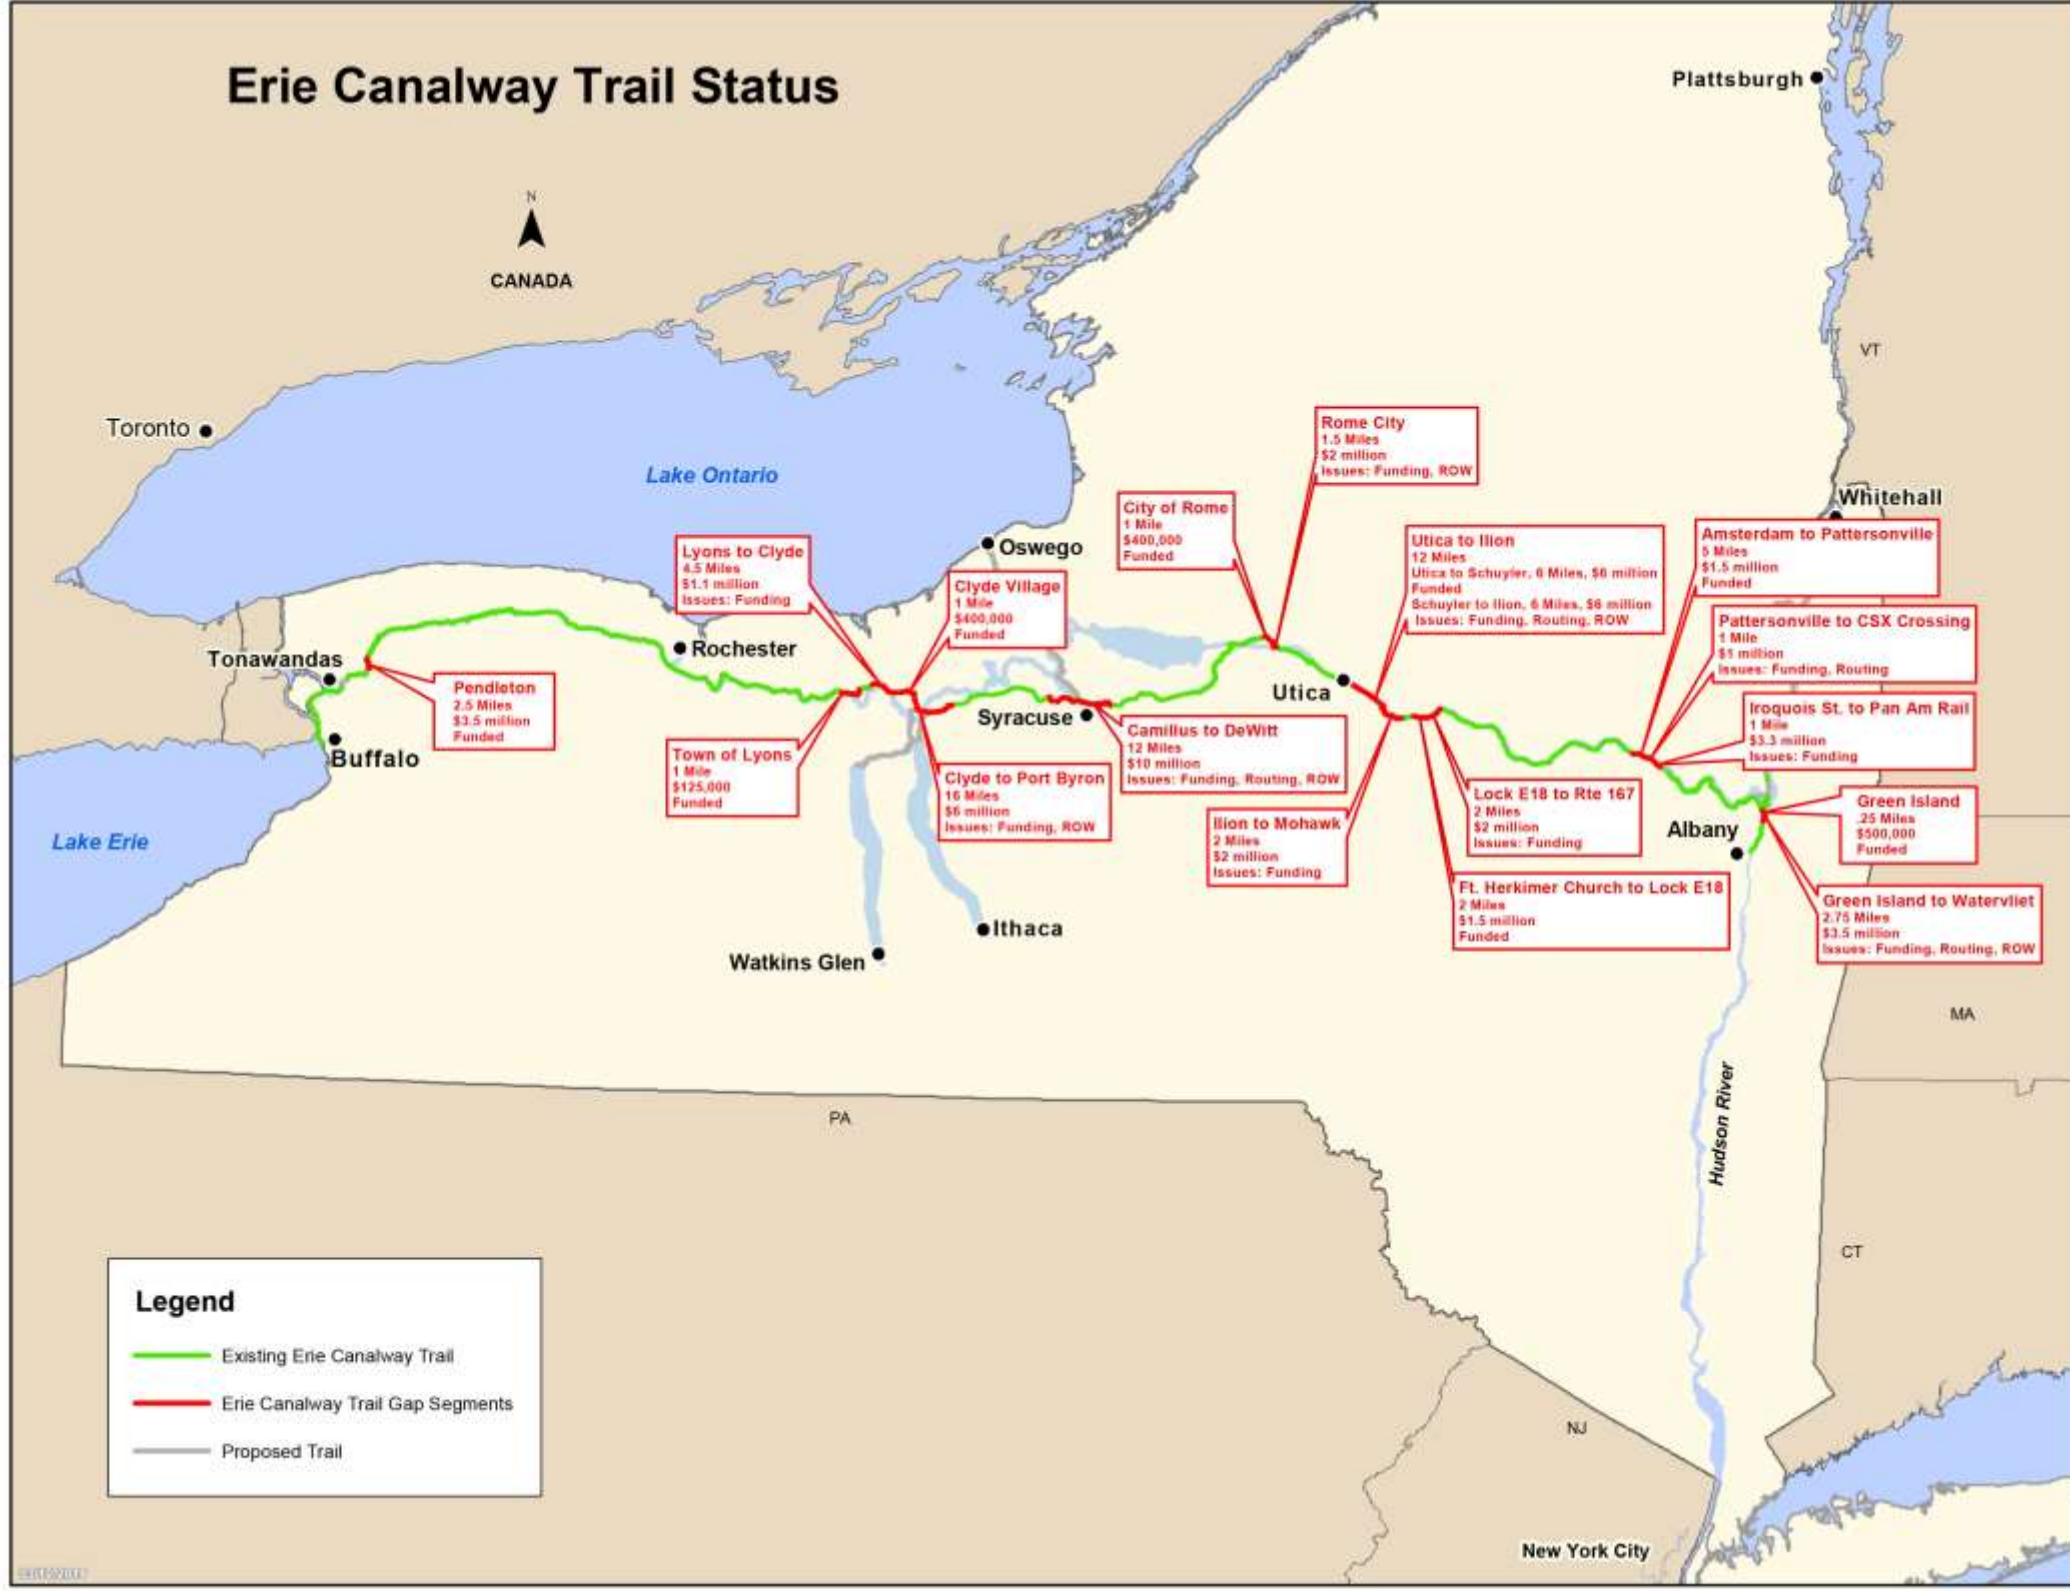 Erie Canalway Trail Status
N
CANADA
Plattsburgh
VT
Toronto
Lake Ontario
Whitehall
Oswego
Rome City
1.5 Miles
$2 million
Issues: Funding, ROW
City of Rome
1 Mile
$400,000
Funded
Lyons to Clyde
4.5 Miles
$1.1 million
Issues: Funding
Clyde Village
1 Mile
$400,000
Funded
Utica to Ilion
12 Miles
Utica to Schuyler, 6 Miles, $6 million
Funded
Schuyler to Ilion, 6 Miles, $6 million
Issues: Funding, Routing, ROW
Amsterdam to Pattersonville
5 Miles
$1.5 million
Funded
Pattersonville to CSX Crossing
1 Mile
$1 million
Issues: Funding, Routing
Iroquois St. to Pan Am Rail
1 Mile
$3.3 million
Issues: Funding
Tonawandas
Rochester
Pendleton
2.5 Miles
$3.5 million
Funded
Buffalo
Utica
Syracuse
Town of Lyons
1 Mile
$125,000
Funded
Clyde to Port Byron
16 Miles
$6 million
Issues: Funding, ROW
Camillus to DeWitt
12 Miles
$10 million
Issues: Funding, Routing, ROW
Ilion to Mohawk
2 Miles
$2 million
Issues: Funding
Lock E18 to Rte 167
2 Miles
$2 million
Issues: Funding
Ft. Herkimer Church to Lock E18
2 Miles
$1.5 million
Funded
Albany
Green Island
.25 Miles
$500,000
Funded
Green Island to Watervliet
2.75 Miles
$3.5 million
Issues: Funding, Routing, ROW
Lake Erie
Ithaca
Watkins Glen
MA
Hudson River
PA
CT
NJ
New York City
Legend
Existing Erie Canalway Trail
Erie Canalway Trail Gap Segments
Proposed Trail